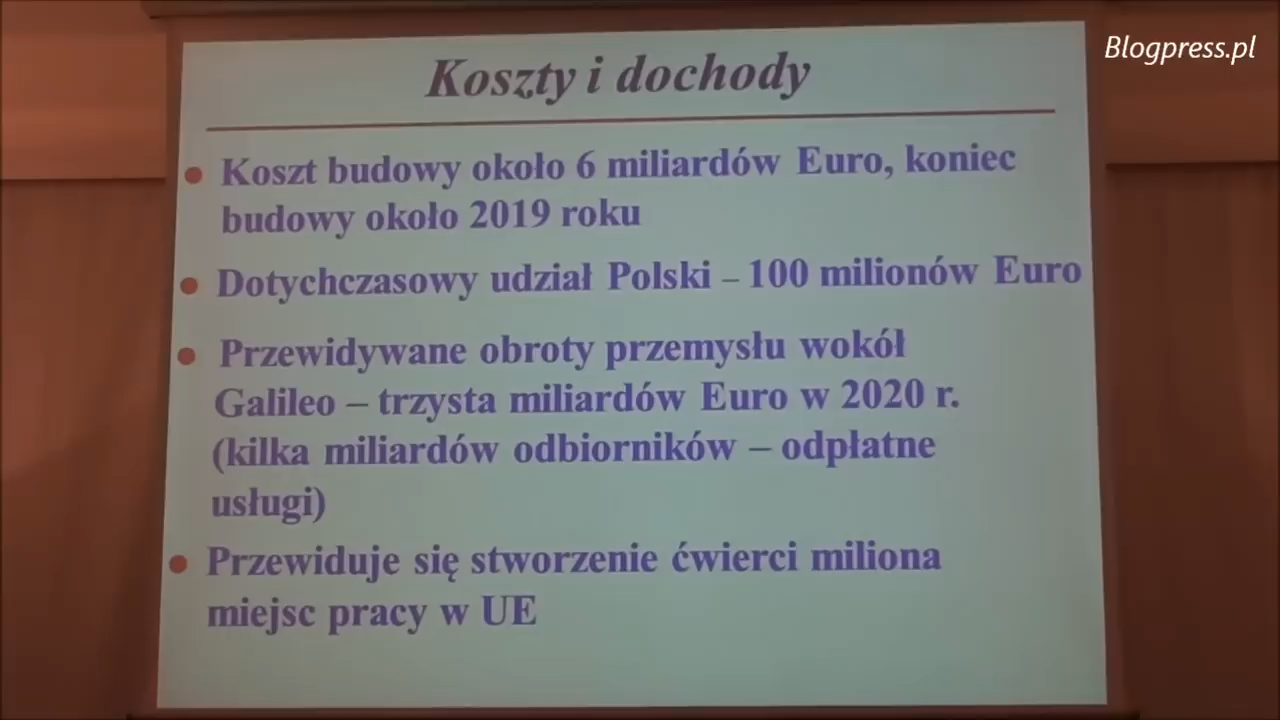 Blogpress.pl
Koszty i dochody
Koszt budowy około 6 miliardów Euro, koniec
budowy około 2019 roku
Dotychczasowy udział Polski – 100 milionów Euro
Przewidywane obroty przemysłu wokół
Galileo – trzysta miliardów Euro w 2020 r.
(kilka miliardów odbiorników – odpłatne
usługi)
Przewiduje się stworzenie ćwierci miliona
miejsc pracy w UE